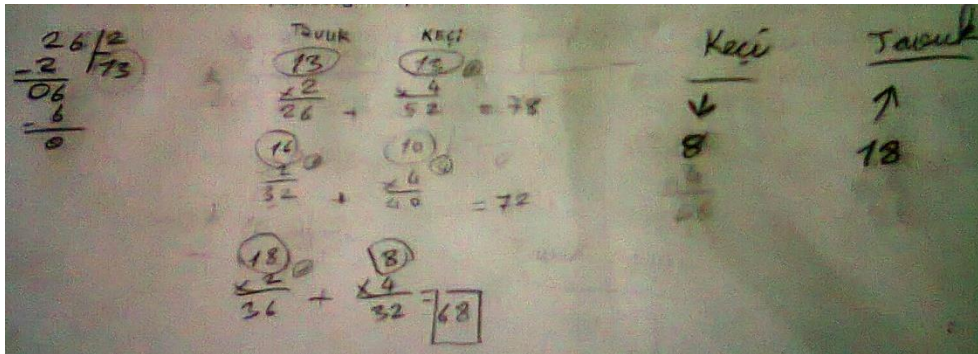 26 2
-2 13
06
- 6
0
Tavuk Keçi
13 13
x2 x4
26 + 52 = 78
16 10
2 x4
32 + 40 = 72
18 8
x2 x4
36 + 32 = 68
Keçi Tavuk
↓ ↑
8 18